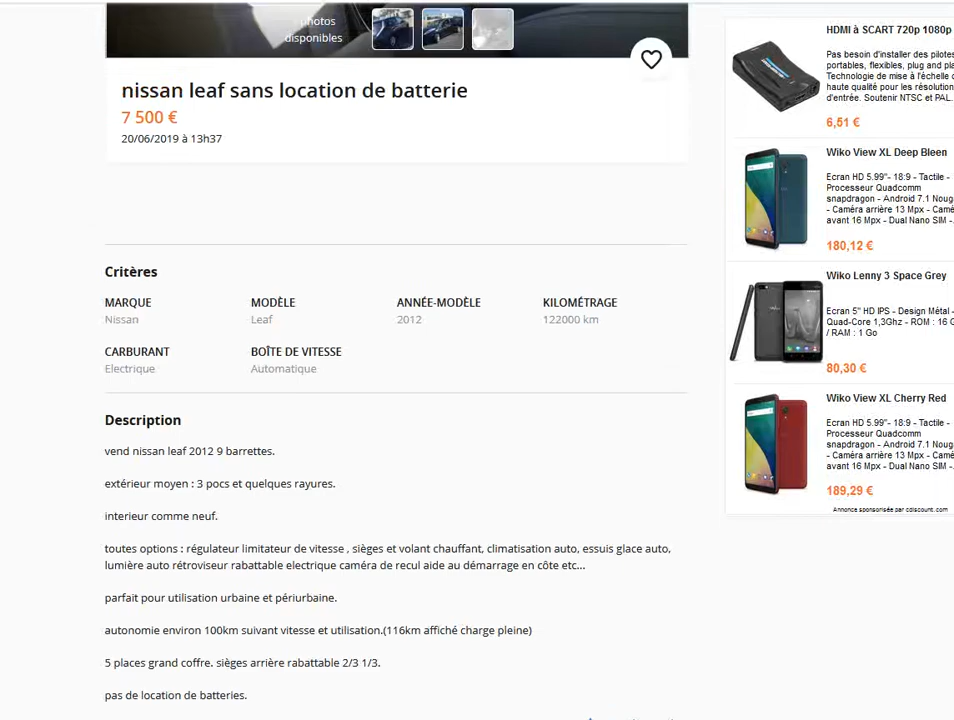 photos
disponibles
nissan leaf sans location de batterie
7 500 €
20/06/2019 à 13h37
Critères
MARQUE
Nissan
MODÈLE
Leaf
ANNÉE-MODÈLE
2012
KILOMÉTRAGE
122000 km
CARBURANT
Electrique
BOÎTE DE VITESSE
Automatique
Description
vend nissan leaf 2012 9 barrettes.
extérieur moyen : 3 pocs et quelques rayures.
interieur comme neuf.
toutes options : régulateur limitateur de vitesse , sièges et volant chauffant, climatisation auto, essuis glace auto,
lumière auto rétroviseur rabattable electrique caméra de recul aide au démarrage en côte etc...
parfait pour utilisation urbaine et périurbaine.
autonomie environ 100km suivant vitesse et utilisation.(116km affiché charge pleine)
5 places grand coffre. sièges arrière rabattable 2/3 1/3.
pas de location de batteries.
HDMI à SCART 720p 1080p
Pas besoin d'installer des pilotes
portables, flexibles, plug and pla
Technologie de mise à l'échelle d
haute qualité pour les résolution
d'entrée. Soutenir NTSC et PAL.
6,51 €
Wiko View XL Deep Bleen
Ecran HD 5.99"- 18:9 - Tactile -
Processeur Quadcomm
snapdragon - Android 7.1 Noug
- Caméra arrière 13 Mpx - Camé
avant 16 Mpx - Dual Nano SIM -
180,12 €
Wiko Lenny 3 Space Grey
Ecran 5" HD IPS - Design Métal -
Quad-Core 1,3Ghz - ROM : 16 G
/ RAM : 1 Go
80,30 €
Wiko View XL Cherry Red
Ecran HD 5.99"- 18:9 - Tactile -
Processeur Quadcomm
snapdragon - Android 7.1 Noug
- Caméra arrière 13 Mpx - Camé
avant 16 Mpx - Dual Nano SIM -
189,29 €
Annonce sponsorisée par cdiscount.com